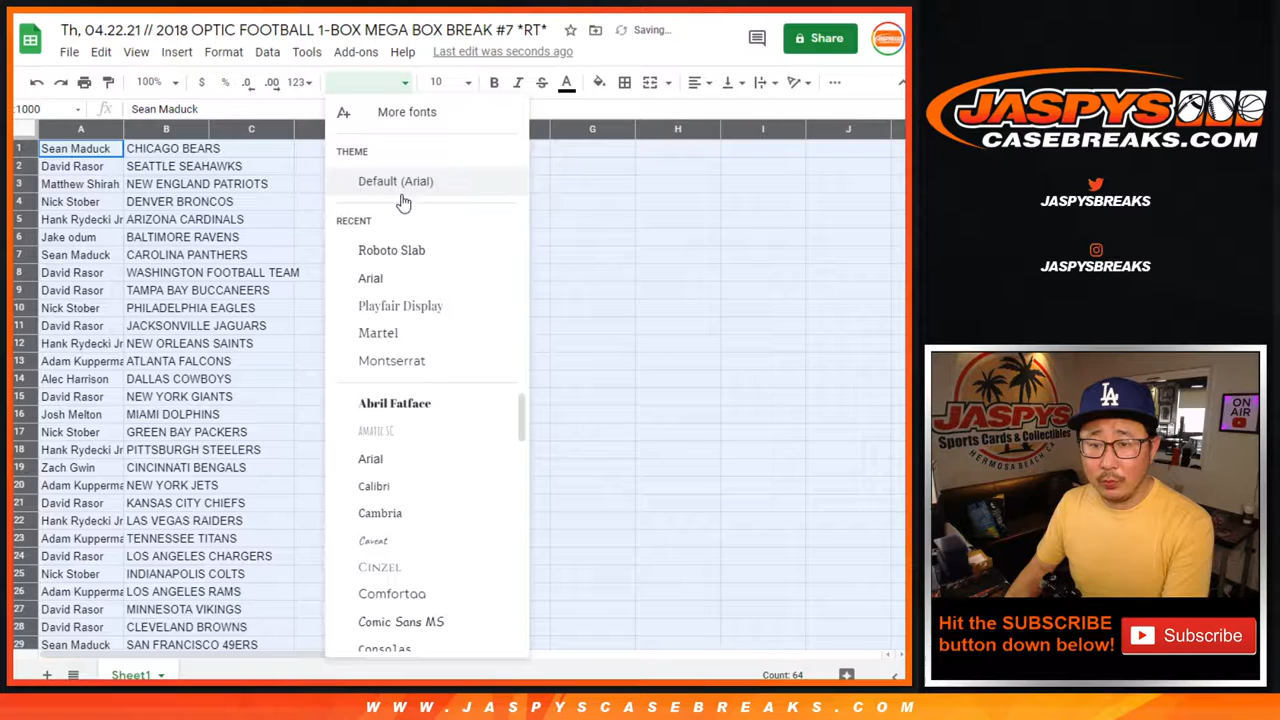 Th, 04.22.21 // 2018 OPTIC FOOTBALL 1-BOX MEGA BOX BREAK #7 *RT*
Saving...
Share
File Edit View Insert Format Data Tools Add-ons Help Last edit was seconds ago
100% $ % .0 .00 123 10 B I S A
:1000 fx Sean Maduck
A B C G H I J
1 Sean Maduck CHICAGO BEARS
2 David Rasor SEATTLE SEAHAWKS
3 Matthew Shirah NEW ENGLAND PATRIOTS
4 Nick Stober DENVER BRONCOS
5 Hank Rydecki Jr ARIZONA CARDINALS
6 Jake odum BALTIMORE RAVENS
7 Sean Maduck CAROLINA PANTHERS
8 David Rasor WASHINGTON FOOTBALL TEAM
9 David Rasor TAMPA BAY BUCCANEERS
10 Nick Stober PHILADELPHIA EAGLES
11 David Rasor JACKSONVILLE JAGUARS
12 Hank Rydecki Jr NEW ORLEANS SAINTS
13 Adam Kupperma ATLANTA FALCONS
14 Alec Harrison DALLAS COWBOYS
15 David Rasor NEW YORK GIANTS
16 Josh Melton MIAMI DOLPHINS
17 Nick Stober GREEN BAY PACKERS
18 Hank Rydecki Jr PITTSBURGH STEELERS
19 Zach Gwin CINCINNATI BENGALS
20 Adam Kupperma NEW YORK JETS
21 David Rasor KANSAS CITY CHIEFS
22 Hank Rydecki Jr LAS VEGAS RAIDERS
23 Adam Kupperma TENNESSEE TITANS
24 David Rasor LOS ANGELES CHARGERS
25 Nick Stober INDIANAPOLIS COLTS
26 Adam Kupperma LOS ANGELES RAMS
27 David Rasor MINNESOTA VIKINGS
28 David Rasor CLEVELAND BROWNS
29 Sean Maduck SAN FRANCISCO 49ERS
More fonts
THEME
Default (Arial)
RECENT
Roboto Slab
Arial
Playfair Display
Martel
Montserrat
Abril Fatface
AMATIC SC
Arial
Calibri
Cambria
Caveat
CINZEL
Comfortaa
Comic Sans MS
Consolas
Sheet1
Count: 64
JASPYS
CASEBREAKS.COM
JASPYSBREAKS
JASPYSBREAKS
JASPYS
Sports Cards & Collectibles
HERMOSA BEACH, CA
ON
AIR
LA
Hit the SUBSCRIBE
button down below!
Subscribe
WWW.JASPYSCASEBREAKS.COM